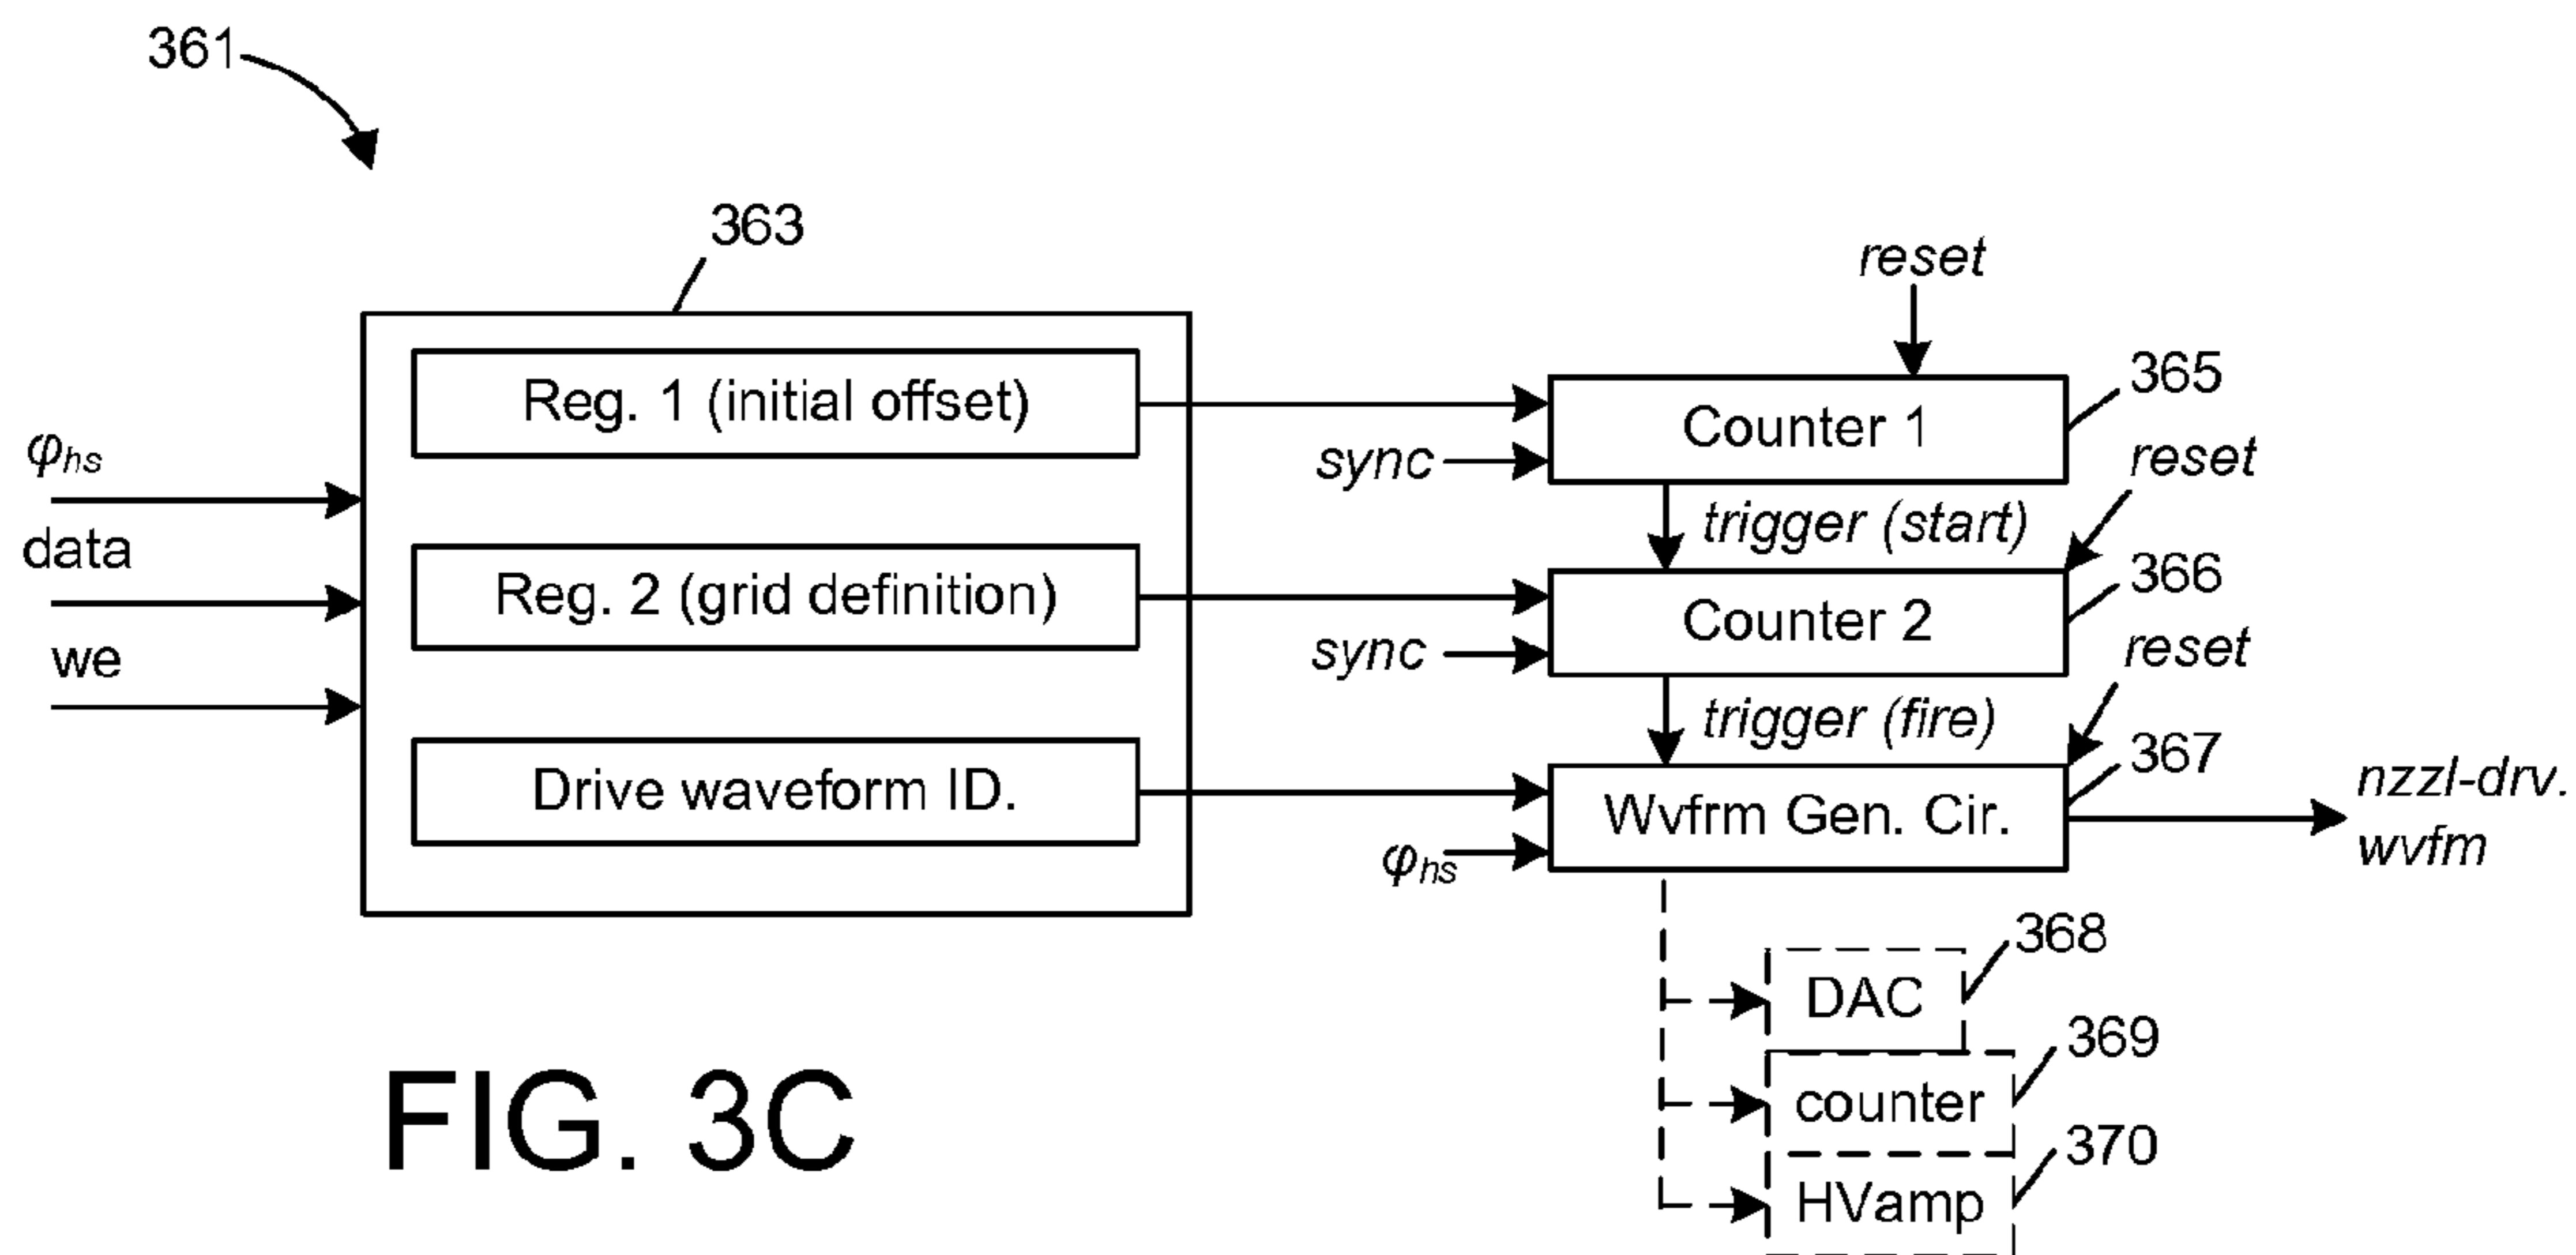 361
363
reset
Reg. 1 (initial offset)
Counter 1
365
φhs
sync
reset
trigger (start)
data
Reg. 2 (grid definition)
Counter 2
366
we
sync
reset
trigger (fire)
367
Drive waveform ID.
Wvfrm Gen. Cir.
nzzl-drv.
wvfm
φhs
368
DAC
369
counter
370
HVamp
FIG. 3C